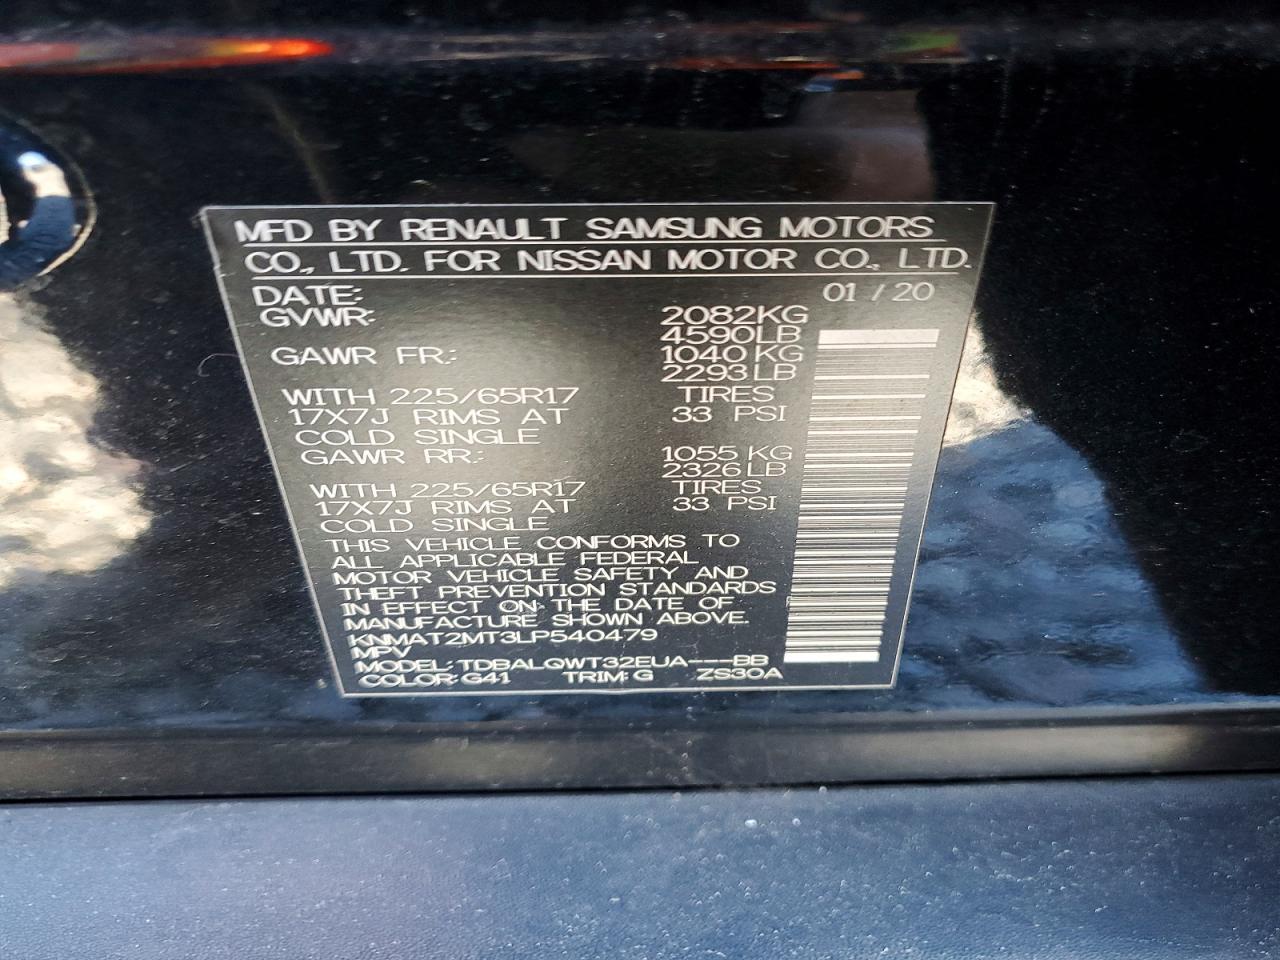 MFD BY RENAULT SAMSUNG MOTORS
CO., LTD. FOR NISSAN MOTOR CO., LTD.
DATE: 01 / 20
GVWR: 2082KG
4590LB
GAWR FR.: 1040 KG
2293 LB
WITH 225/65R17 TIRES
17X7J RIMS AT 33 PSI
COLD SINGLE
GAWR RR.: 1055 KG
2326 LB
WITH 225/65R17 TIRES
17X7J RIMS AT 33 PSI
COLD SINGLE
THIS VEHICLE CONFORMS TO
ALL APPLICABLE FEDERAL
MOTOR VEHICLE SAFETY AND
THEFT PREVENTION STANDARDS
IN EFFECT ON THE DATE OF
MANUFACTURE SHOWN ABOVE.
KNMAT2MT3LP540479
MPV
MODEL: TDBALQWT32EUA---BB
COLOR: G41 TRIM: G ZS30A